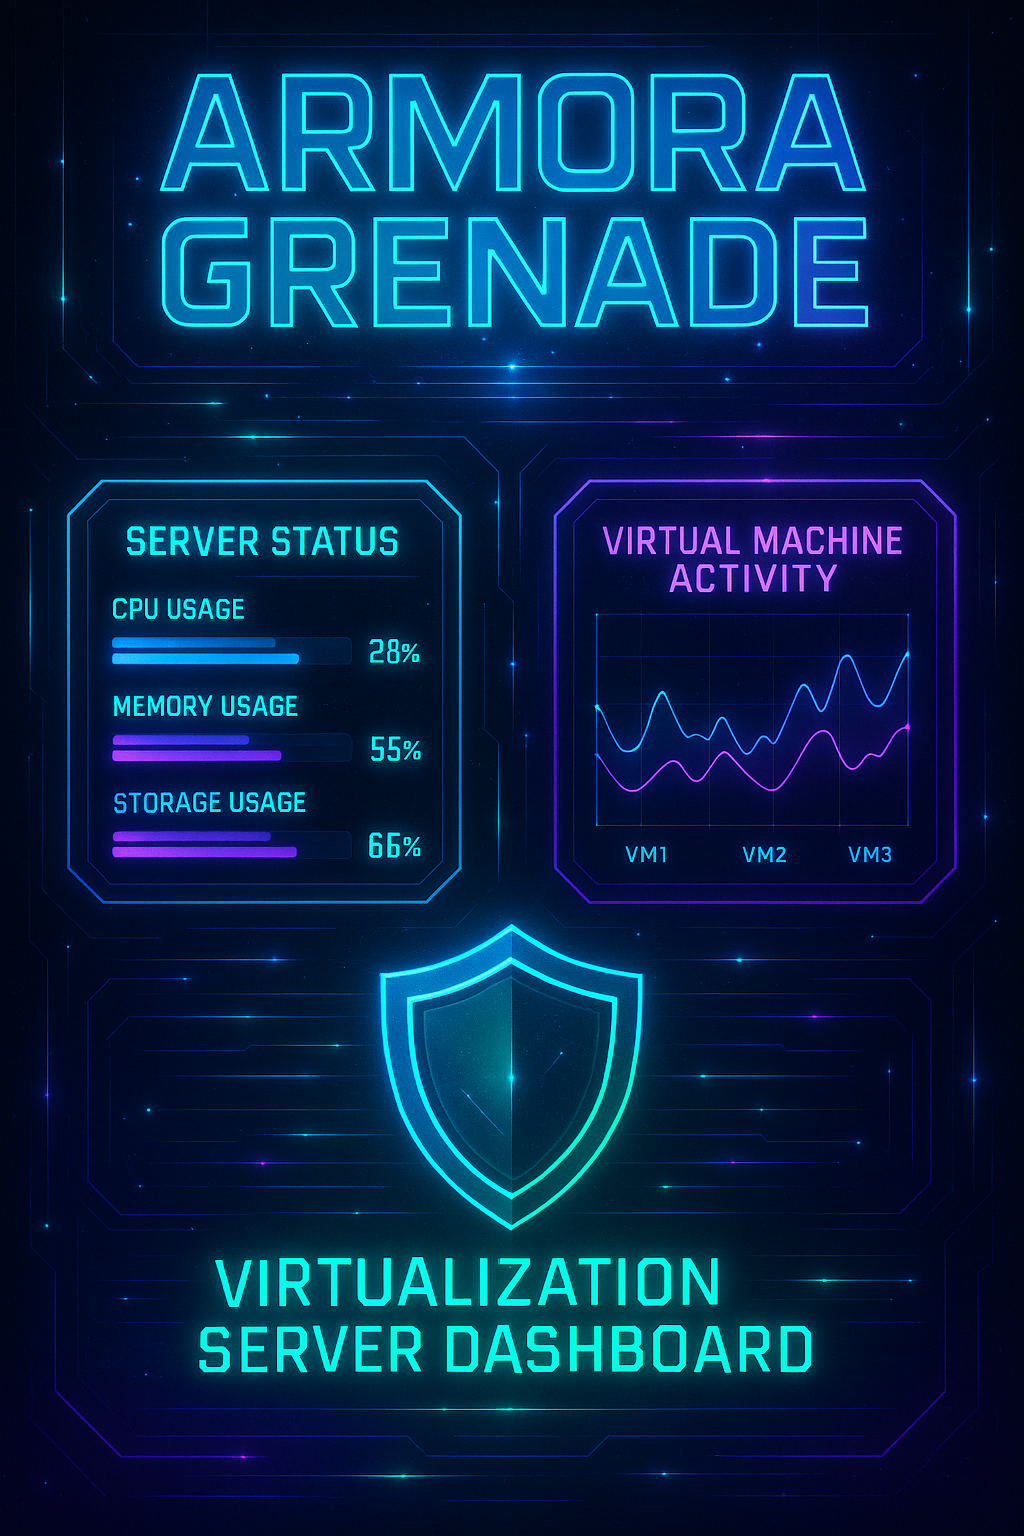 ARMORA
GRENADE
SERVER STATUS
CPU USAGE
28%
MEMORY USAGE
55%
STORAGE USAGE
66%
VIRTUAL MACHINE
ACTIVITY
VM1 VM2 VM3
VIRTUALIZATION
SERVER DASHBOARD